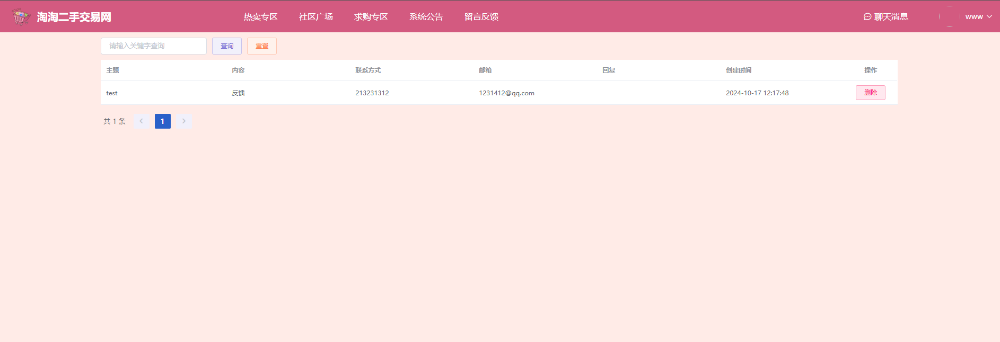 淘淘二手交易网 热卖专区 社区广场 求购专区 系统公告 留言反馈 聊天消息 www
请输入关键字查询 查询 重置
主题 内容 联系方式 邮箱 回复 创建时间 操作
test 反馈 213231312 1231412@qq.com 2024-10-17 12:17:48 删除
共 1 条 1